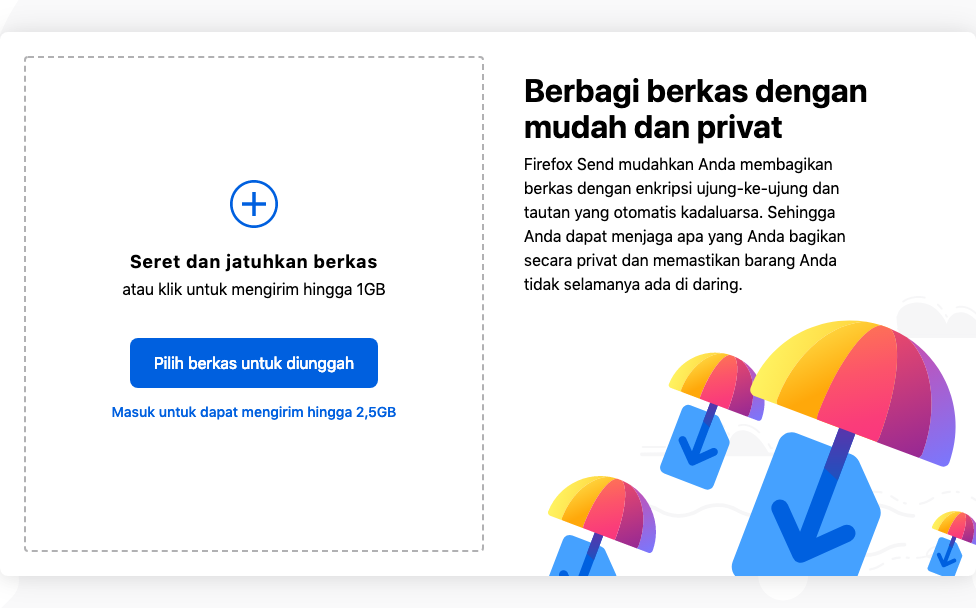 Seret dan jatuhkan berkas
atau klik untuk mengirim hingga 1GB
Pilih berkas untuk diunggah
Masuk untuk dapat mengirim hingga 2,5GB
Berbagi berkas dengan
mudah dan privat
Firefox Send mudahkan Anda membagikan
berkas dengan enkripsi ujung-ke-ujung dan
tautan yang otomatis kadaluarsa. Sehingga
Anda dapat menjaga apa yang Anda bagikan
secara privat dan memastikan barang Anda
tidak selamanya ada di daring.